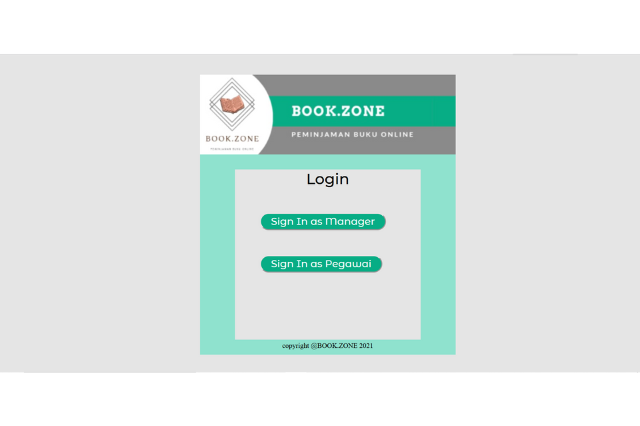 BOOK.ZONE
PEMINJAMAN BUKU ONLINE
BOOK.ZONE
PEMINJAMAN BUKU ONLINE
Login
Sign In as Manager
Sign In as Pegawai
copyright @BOOK.ZONE 2021